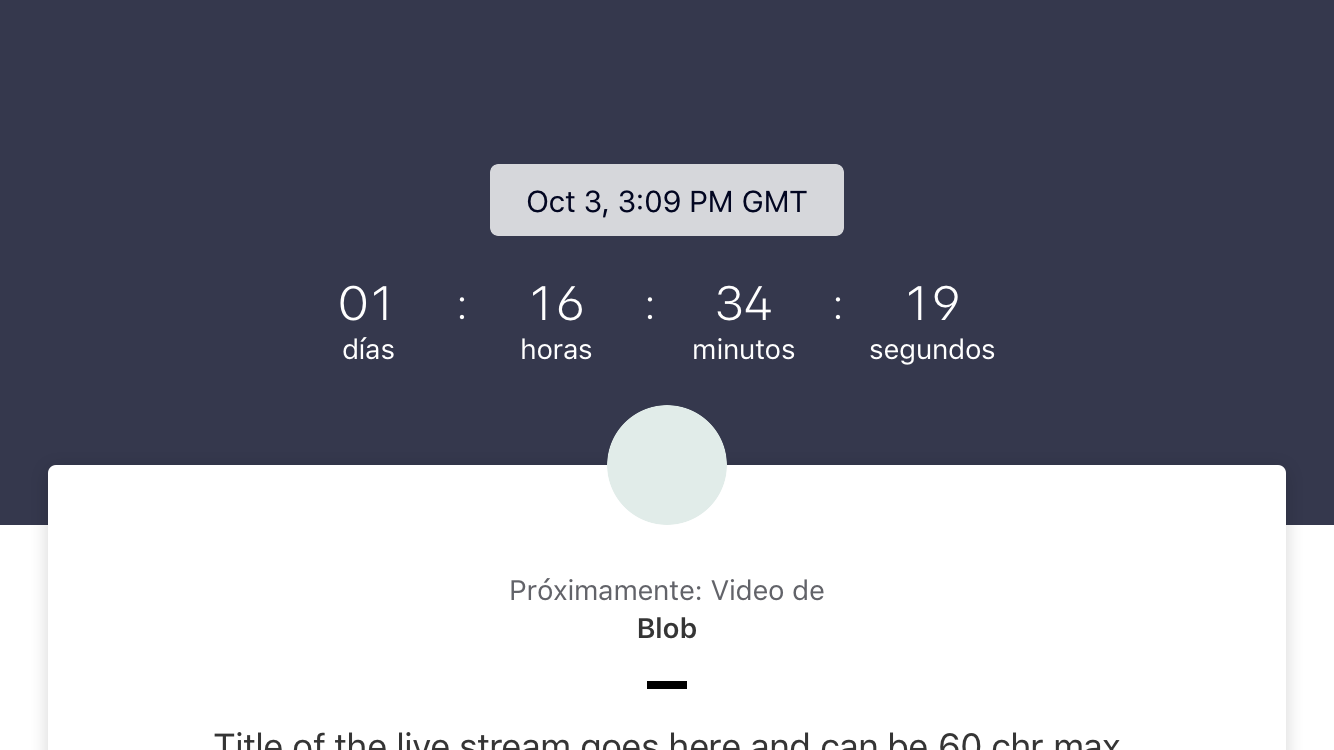 Oct 3, 3:09 PM GMT
01 : 16 : 34 : 19
días horas minutos segundos
Próximamente: Video de
Blob
Title of the live stream goes here and can be 60 chr max